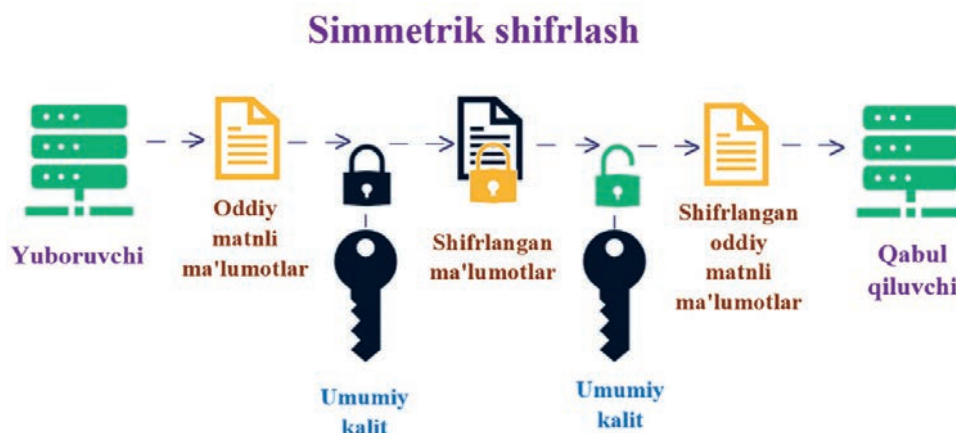 Simmetrik shifrlash
Yuboruvchi
Oddiy
matnli
ma'lumotlar
Umumiy
kalit
Shifrlangan
ma'lumotlar
Umumiy
kalit
Shifrlangan
oddiy
matnli
ma'lumotlar
Qabul
qiluvchi